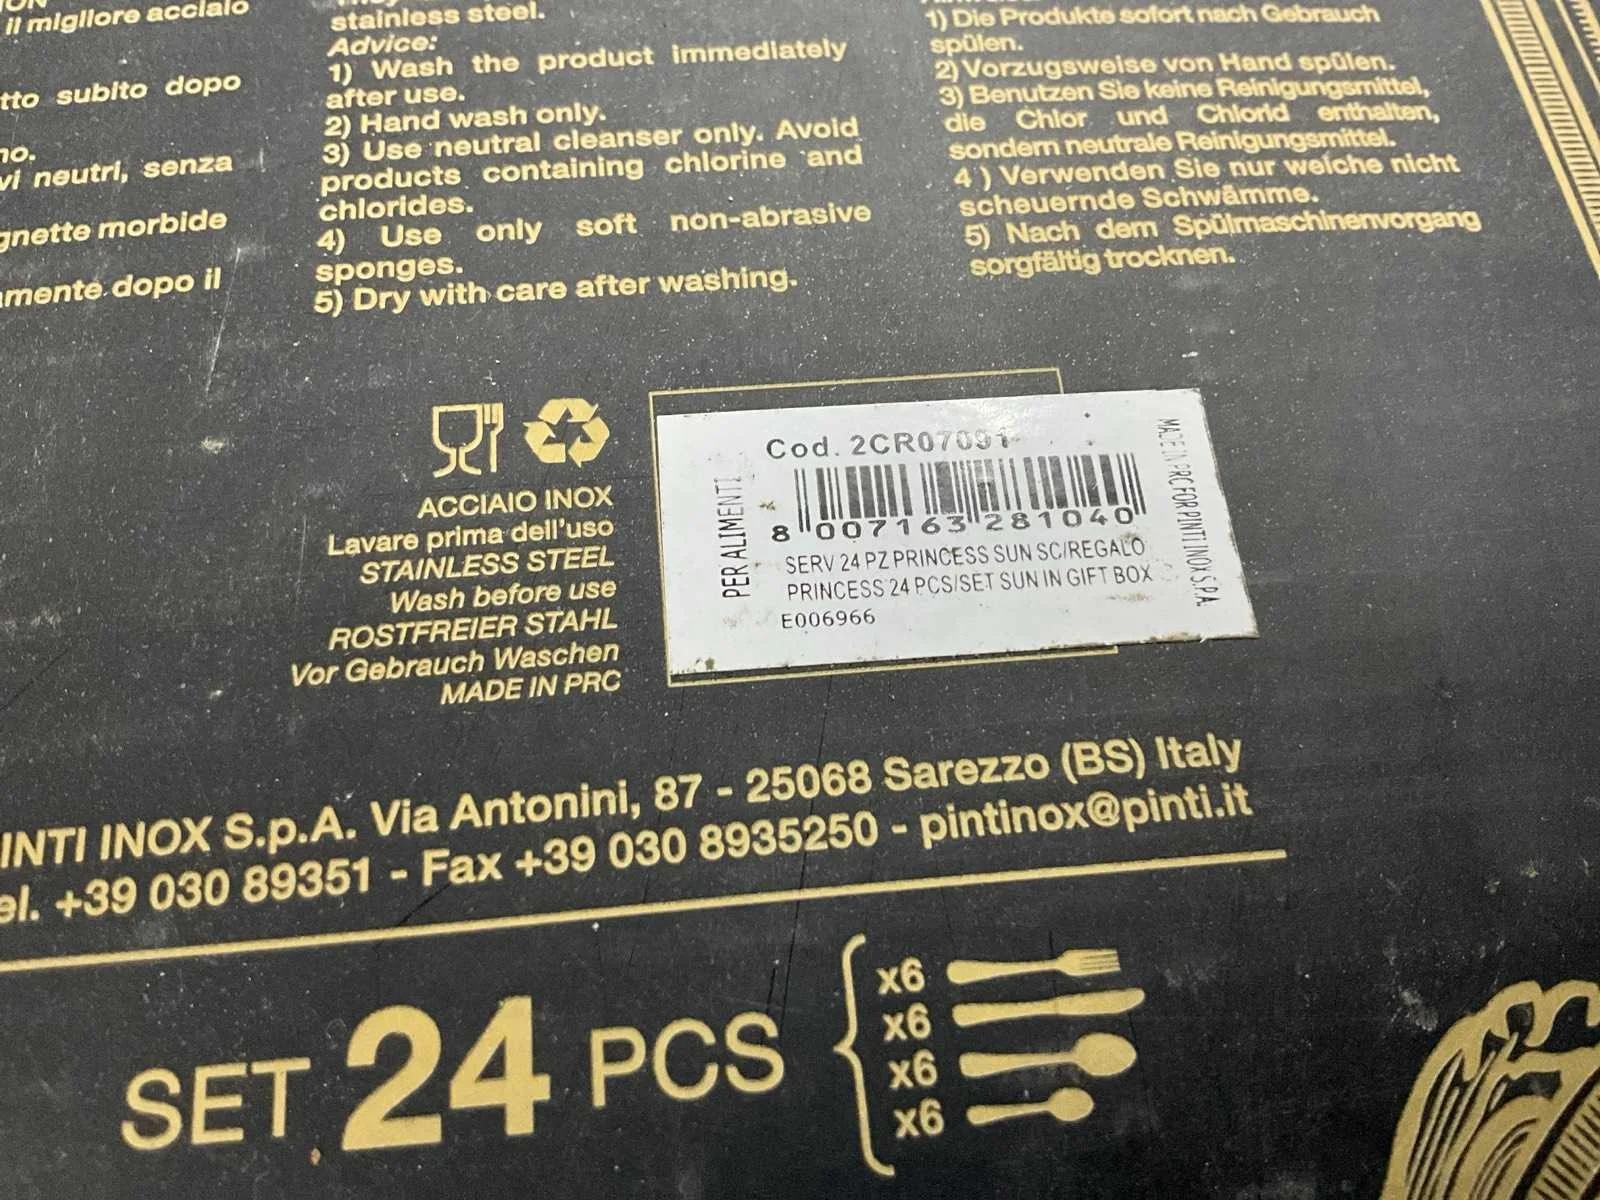 il migliore acciaio
tto subito dopo
no.
vi neutri, senza
gnette morbide
amente dopo il
stainless steel.
Advice:
1) Wash the product immediately
after use.
2) Hand wash only.
3) Use neutral cleanser only. Avoid
products containing chlorine and
chlorides.
4) Use only soft non-abrasive
sponges.
5) Dry with care after washing.
1) Die Produkte sofort nach Gebrauch
spülen.
2) Vorzugsweise von Hand spülen.
3) Benutzen Sie keine Reinigungsmittel,
die Chlor und Chlorid enthalten,
sondern neutrale Reinigungsmittel.
4 ) Verwenden Sie nur welche nicht
scheuernde Schwämme.
5) Nach dem Spülmaschinenvorgang
sorgfältig trocknen.
ACCIAIO INOX
Lavare prima dell'uso
STAINLESS STEEL
Wash before use
ROSTFREIER STAHL
Vor Gebrauch Waschen
MADE IN PRC
PER ALIMENTI
Cod. 2CR07091
8 007163 281040
SERV 24 PZ PRINCESS SUN SC/REGALO
PRINCESS 24 PCS/SET SUN IN GIFT BOX
E006966
MADE IN PRC FOR PINTI INOX S.P.A.
INTI INOX S.p.A. Via Antonini, 87 - 25068 Sarezzo (BS) Italy
el. +39 030 89351 - Fax +39 030 8935250 - pintinox@pinti.it
SET 24 PCS
x6
x6
x6
x6